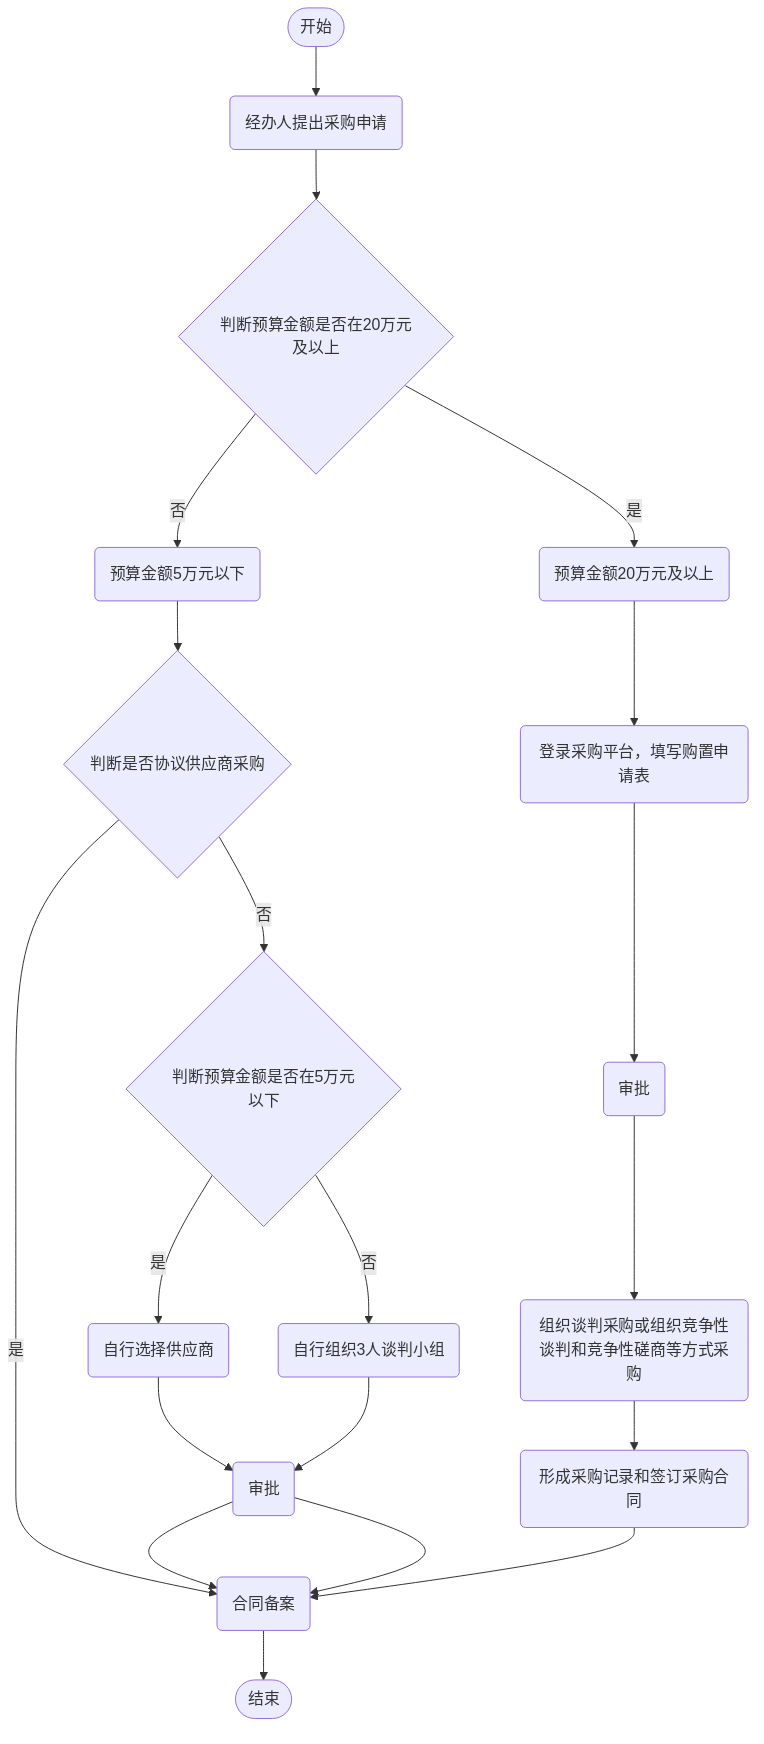 开始
经办人提出采购申请
判断预算金额是否在20万元
及以上
否
是
预算金额5万元以下
预算金额20万元及以上
判断是否协议供应商采购
登录采购平台，填写购置申
请表
否
判断预算金额是否在5万元
以下
审批
是
否
是
自行选择供应商
自行组织3人谈判小组
组织谈判采购或组织竞争性
谈判和竞争性磋商等方式采
购
审批
形成采购记录和签订采购合
同
合同备案
结束